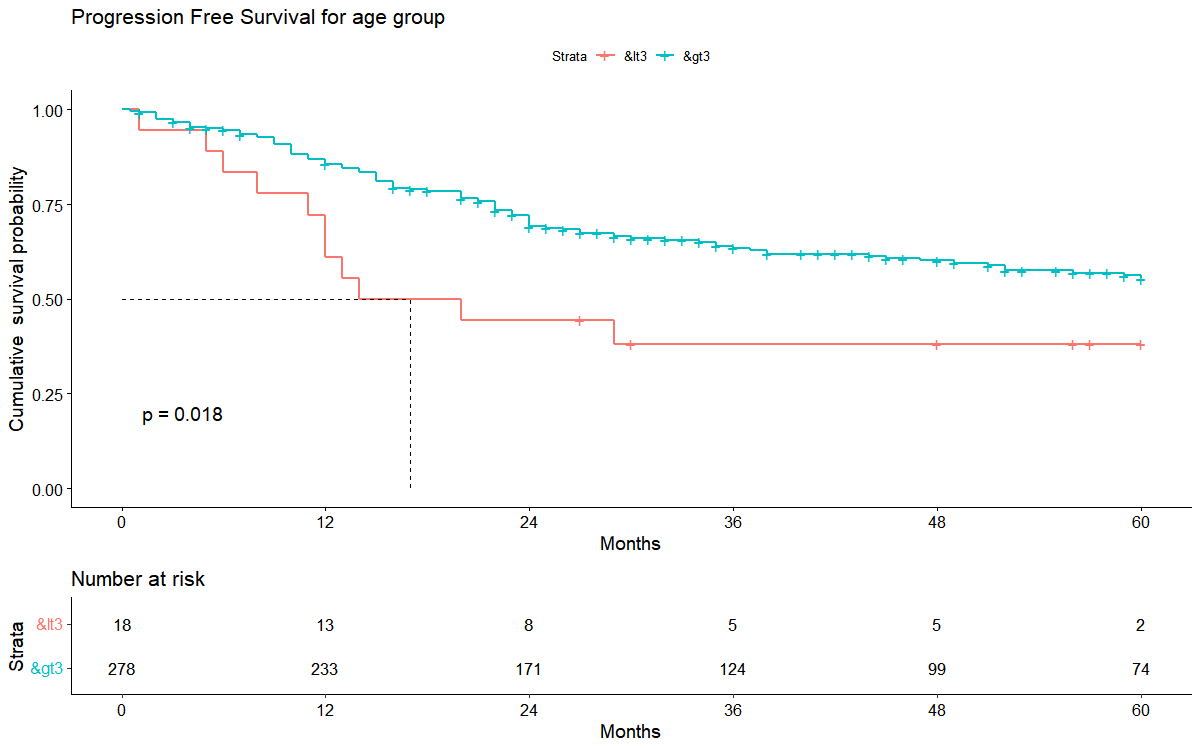 Progression Free Survival for age group
Strata &lt3 &gt3
Cumulative survival probability
1.00
0.75
0.50
0.25
0.00
p = 0.018
0 12 24 36 48 60
Months
Number at risk
Strata
&lt3 18 13 8 5 5 2
&gt3 278 233 171 124 99 74
0 12 24 36 48 60
Months